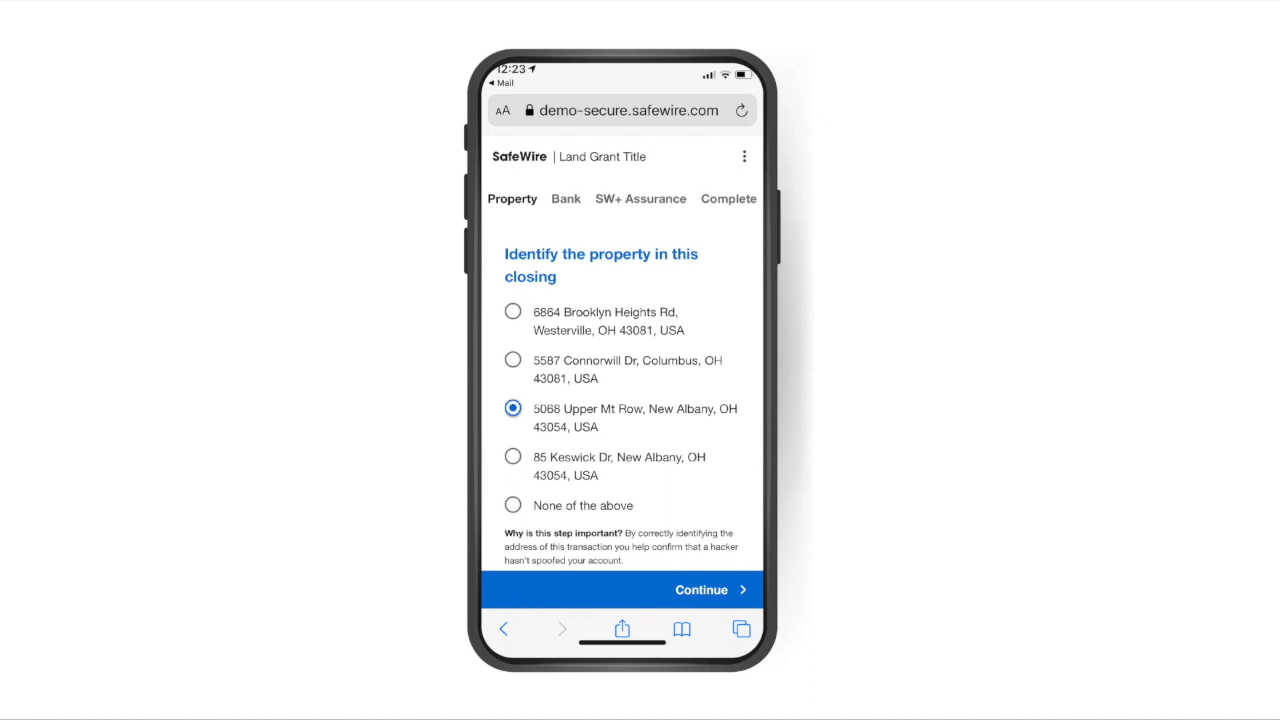 12:23
Mail
AA demo-secure.safewire.com
SafeWire | Land Grant Title
Property Bank SW+ Assurance Complete
Identify the property in this
closing
6864 Brooklyn Heights Rd,
Westerville, OH 43081, USA
5587 Connorwill Dr, Columbus, OH
43081, USA
5068 Upper Mt Row, New Albany, OH
43054, USA
85 Keswick Dr, New Albany, OH
43054, USA
None of the above
Why is this step important? By correctly identifying the
address of this transaction you help confirm that a hacker
hasn't spoofed your account.
Continue